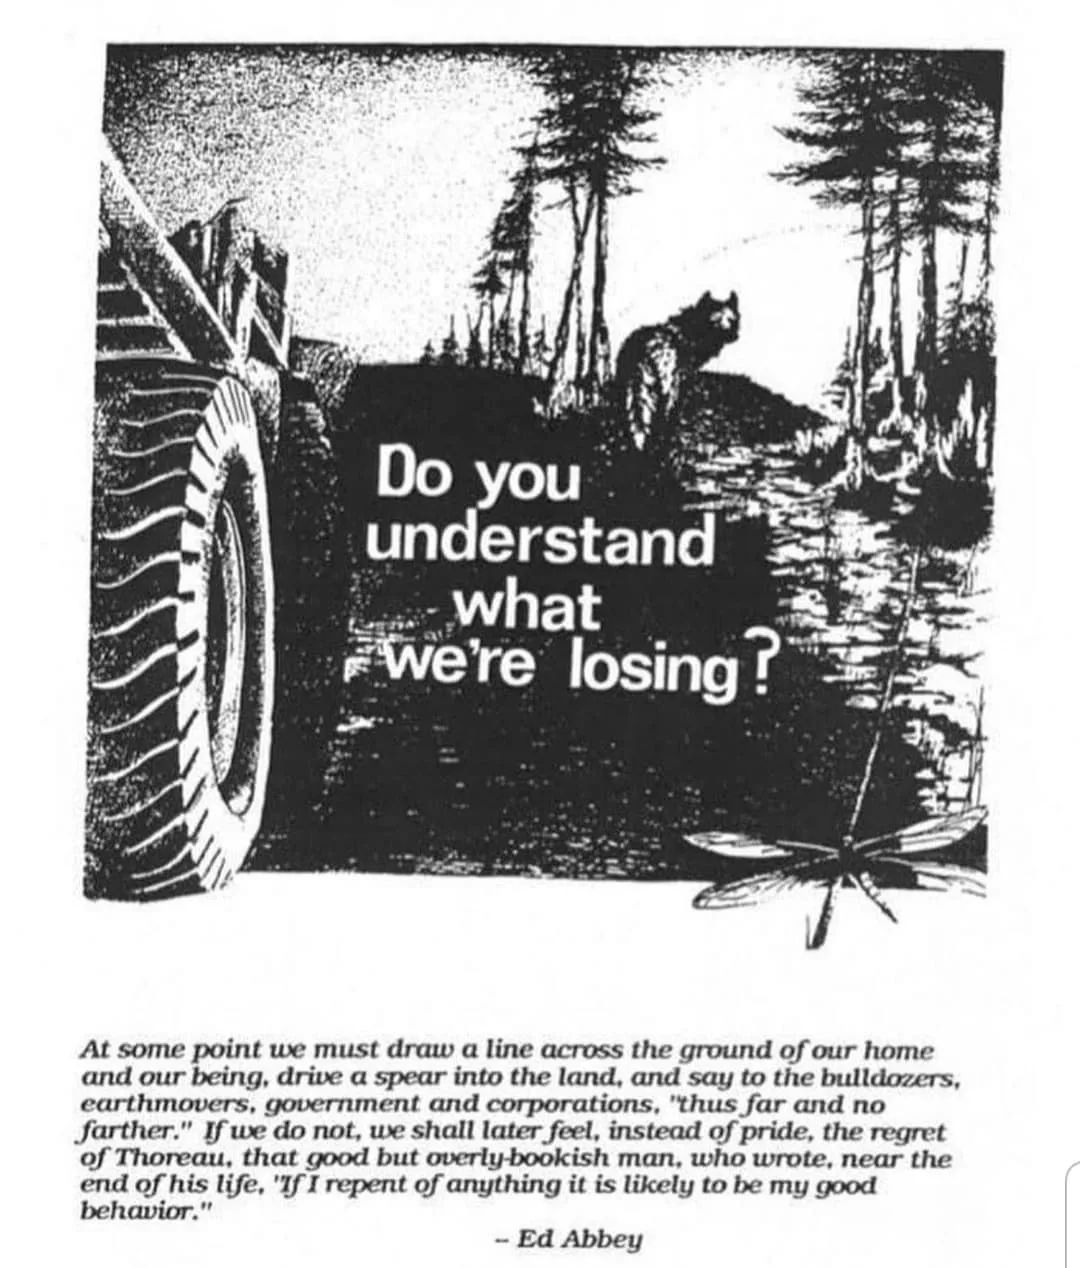 Do you
understand
what
we're losing?
At some point we must draw a line across the ground of our home
and our being, drive a spear into the land, and say to the bulldozers,
earthmovers, government and corporations, "thus far and no
farther." If we do not, we shall later feel, instead of pride, the regret
of Thoreau, that good but overly-bookish man, who wrote, near the
end of his life, "If I repent of anything it is likely to be my good
behavior."
-- Ed Abbey